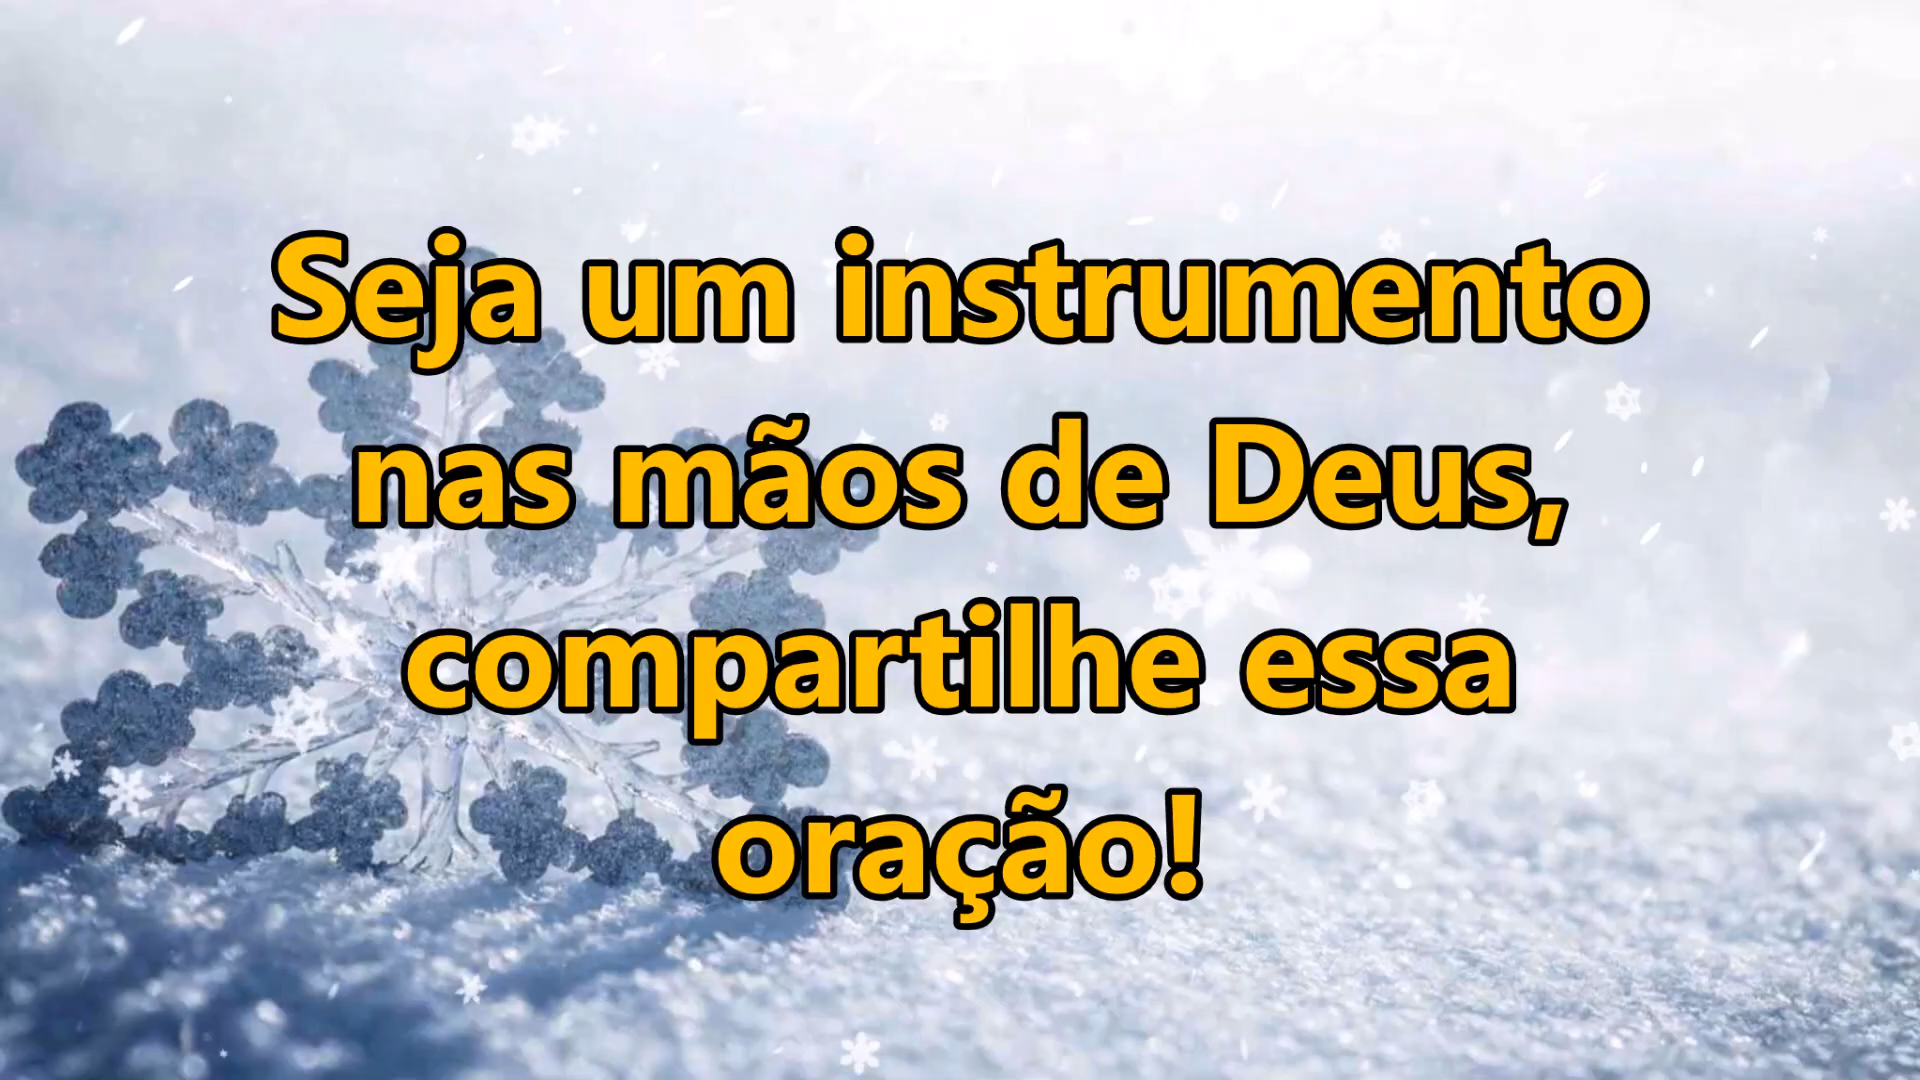 Seja um instrumento
nas mãos de Deus,
compartilhe essa
oração!